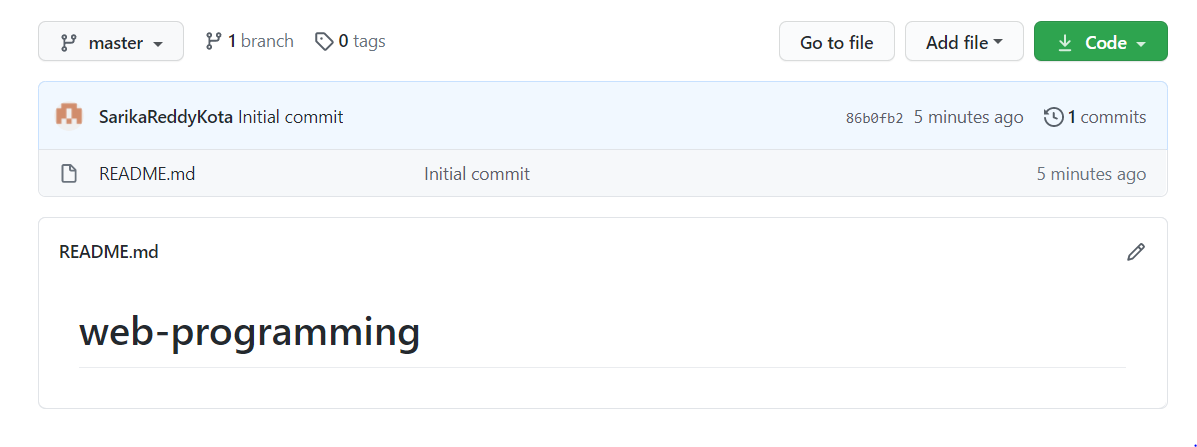 master 1 branch 0 tags Go to file Add file Code
SarikaReddyKota Initial commit 86b0fb2 5 minutes ago 1 commits
README.md Initial commit 5 minutes ago
README.md
web-programming